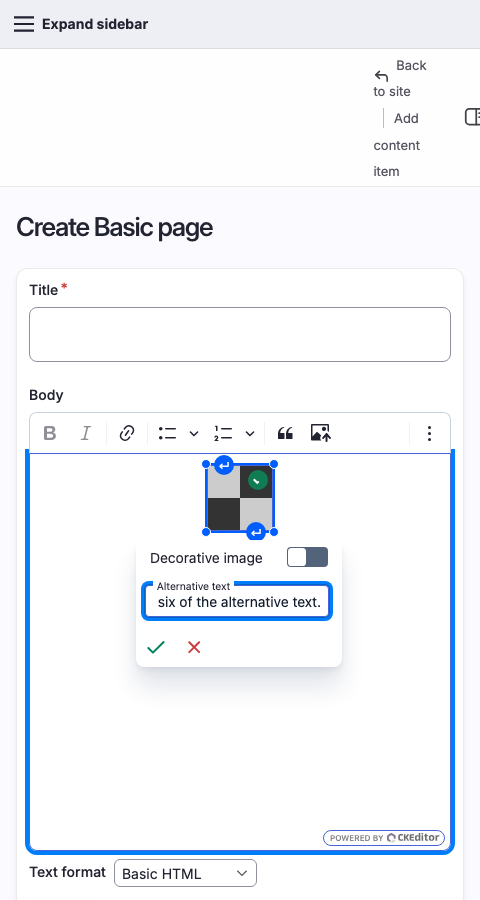 Expand sidebar
Back
to site
Add
content
item
Create Basic page
Title *
Body
B I
Decorative image
Alternative text
six of the alternative text.
POWERED BY CKEditor
Text format Basic HTML